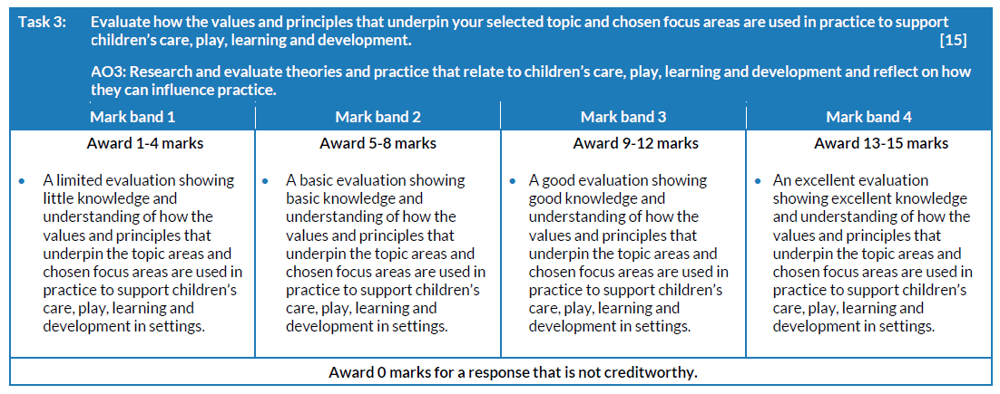 Task 3: Evaluate how the values and principles that underpin your selected topic and chosen focus areas are used in practice to support
children’s care, play, learning and development. [15]
AO3: Research and evaluate theories and practice that relate to children’s care, play, learning and development and reflect on how
they can influence practice.
Mark band 1
Mark band 2
Mark band 3
Mark band 4
Award 1-4 marks
Award 5-8 marks
Award 9-12 marks
Award 13-15 marks
• A limited evaluation showing
little knowledge and
understanding of how the
values and principles that
underpin the topic areas and
chosen focus areas are used in
practice to support children’s
care, play, learning and
development in settings.
• A basic evaluation showing
basic knowledge and
understanding of how the
values and principles that
underpin the topic areas and
chosen focus areas are used in
practice to support children’s
care, play, learning and
development in settings.
• A good evaluation showing
good knowledge and
understanding of how the
values and principles that
underpin the topic areas and
chosen focus areas are used in
practice to support children’s
care, play, learning and
development in settings.
• An excellent evaluation
showing excellent knowledge
and understanding of how the
values and principles that
underpin the topic areas and
chosen focus areas are used in
practice to support children’s
care, play, learning and
development in settings.
Award 0 marks for a response that is not creditworthy.